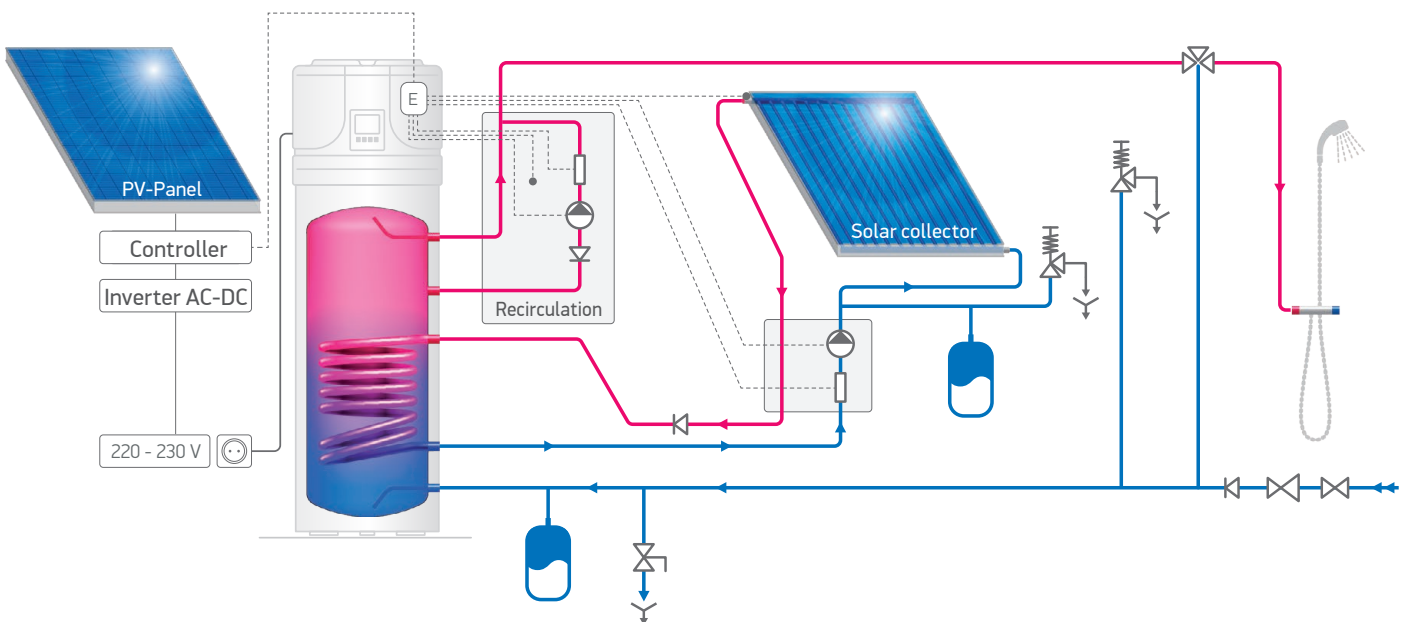 E
PV-Panel
Controller
Inverter AC-DC
Recirculation
Solar collector
220 - 230 V